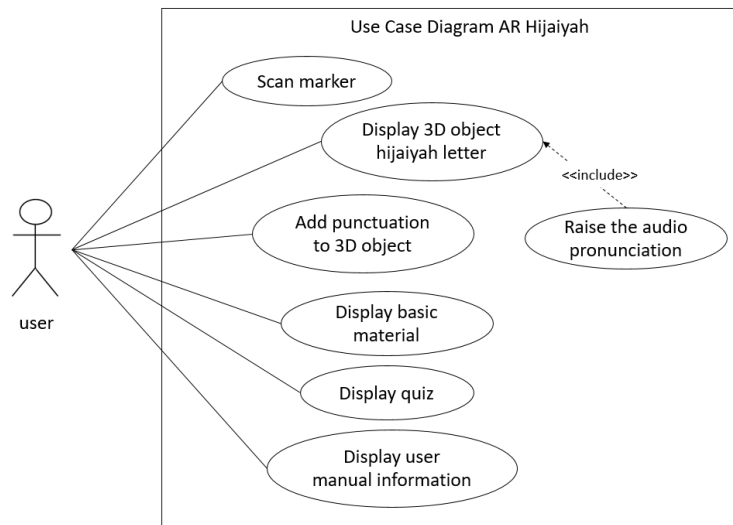 Use Case Diagram AR Hijaiyah
Scan marker
Display 3D object
hijaiyah letter
<<include>>
Raise the audio
pronunciation
Add punctuation
to 3D object
user
Display basic
material
Display quiz
Display user
manual information